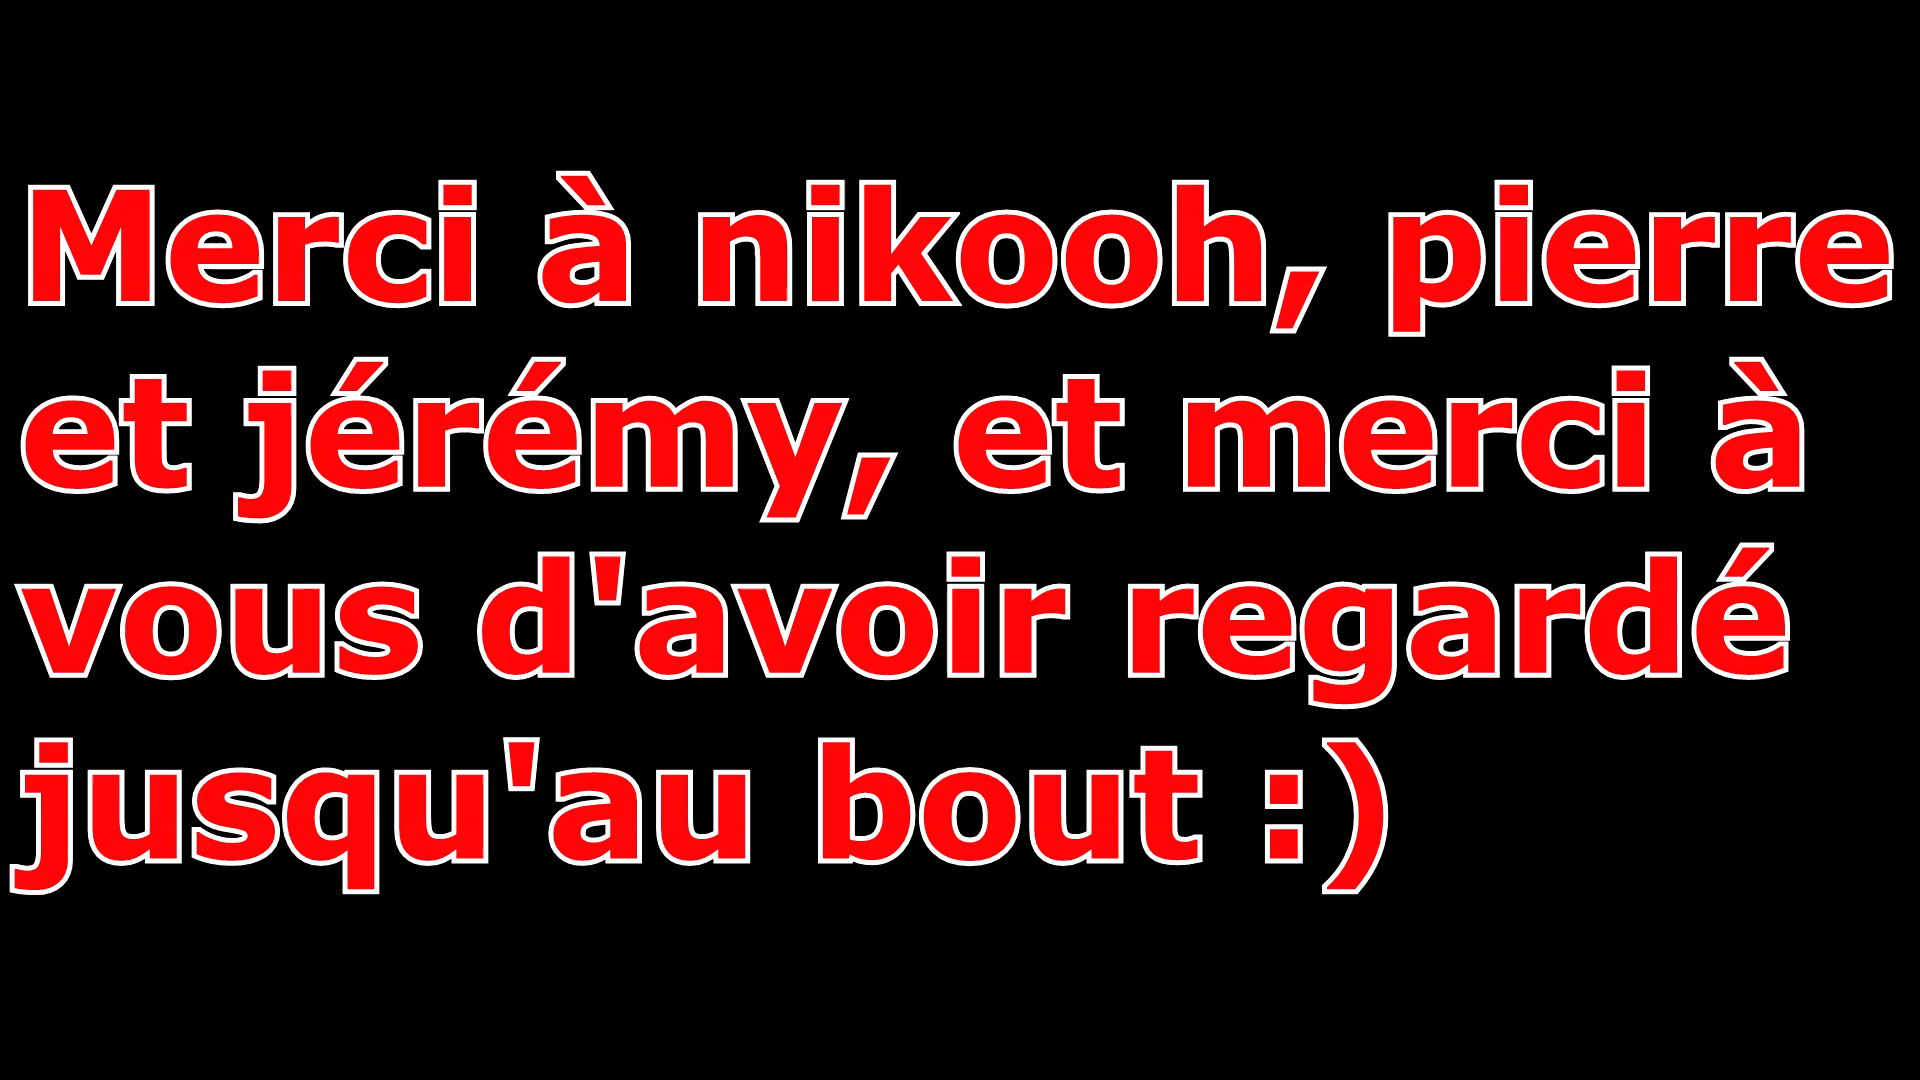 Merci à nikooh, pierre
et jérémy, et merci à
vous d'avoir regardé
jusqu'au bout :)